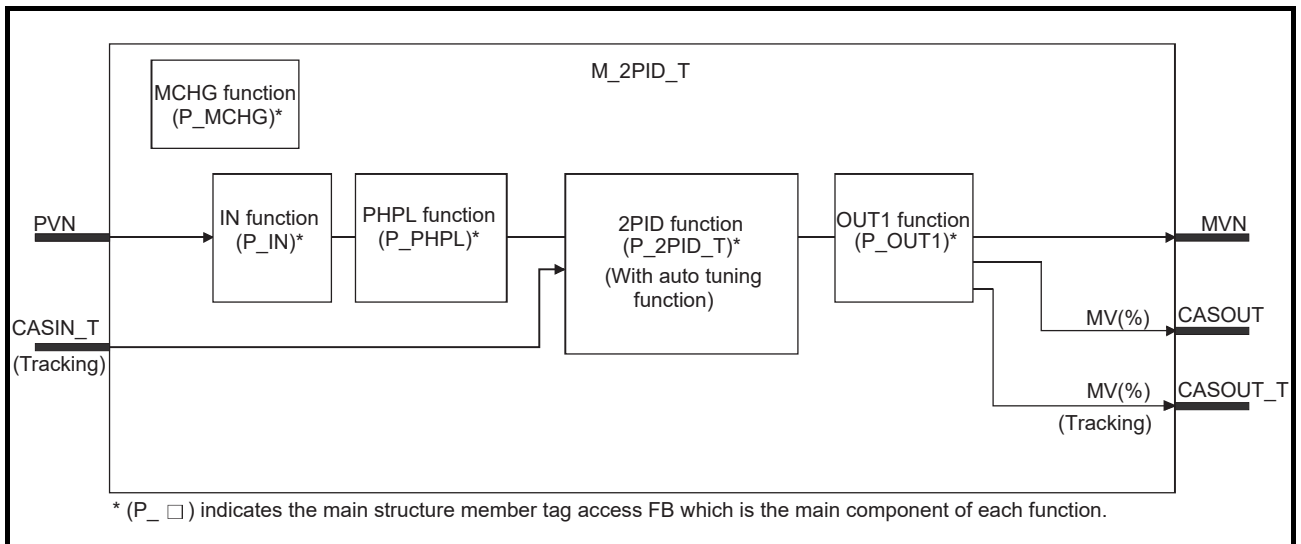 M_2PID_T
MCHG function
(P_MCHG)*
PVN
IN function
(P_IN)*
PHPL function
(P_PHPL)*
2PID function
(P_2PID_T)*
(With auto tuning
function)
OUT1 function
(P_OUT1)*
MVN
CASIN_T
(Tracking)
MV(%)
CASOUT
MV(%)
(Tracking)
CASOUT_T
* (P_ □ ) indicates the main structure member tag access FB which is the main component of each function.